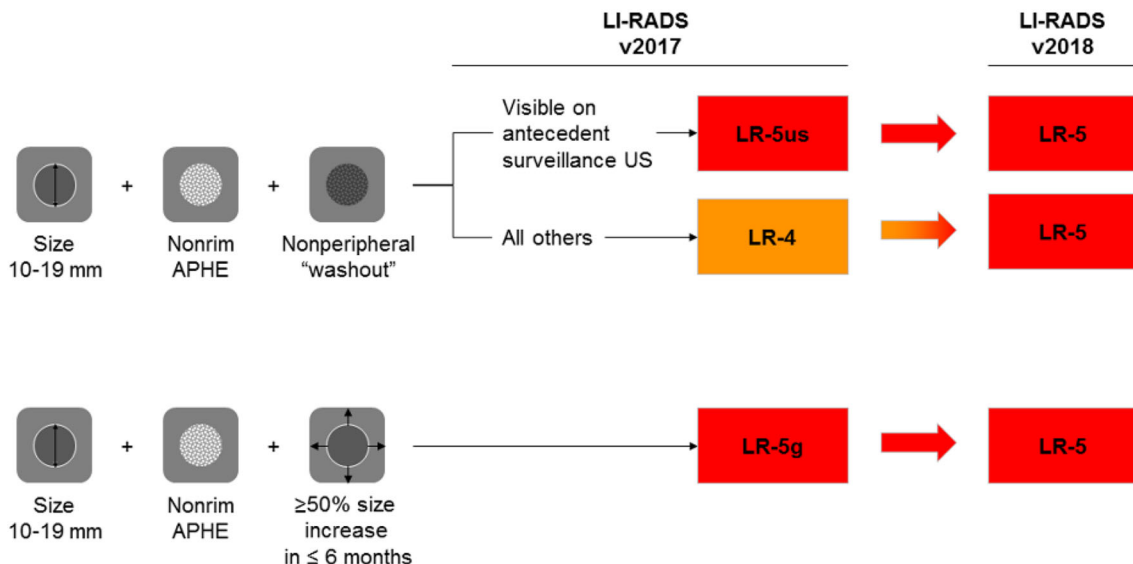 LI-RADS
v2017
LI-RADS
v2018
Visible on
antecedent
surveillance US
LR-5us
LR-5
+
+
Size
10-19 mm
Nonrim
APHE
Nonperipheral
“washout”
All others
LR-4
LR-5
+
+
LR-5g
LR-5
Size
10-19 mm
Nonrim
APHE
≥50% size
increase
in ≤ 6 months